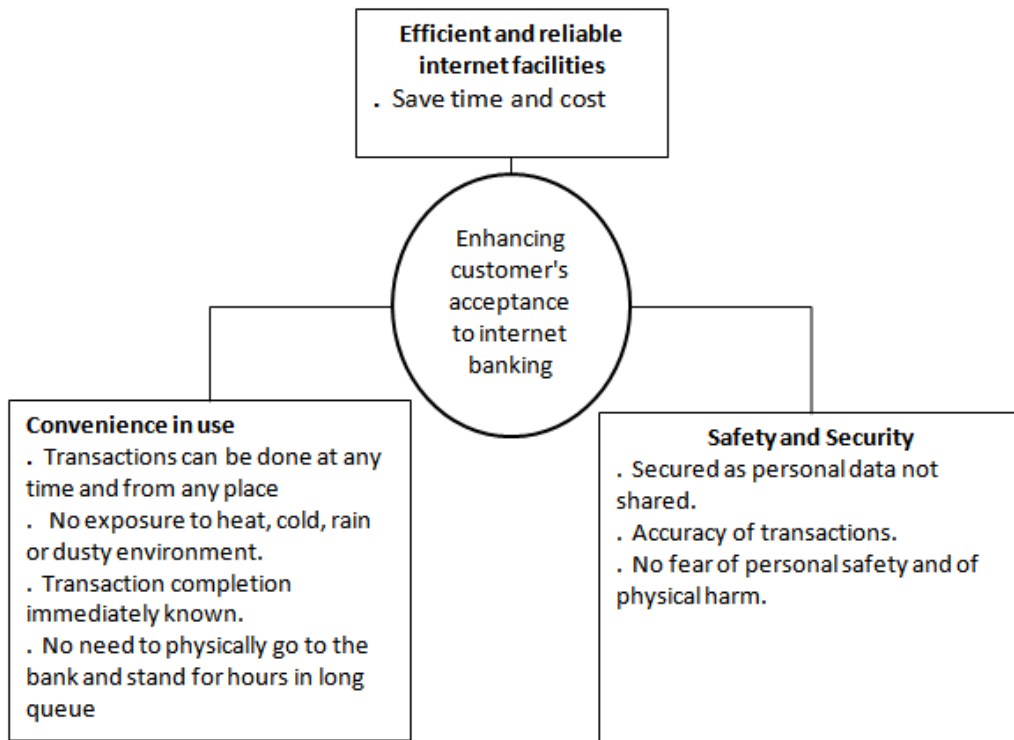 Efficient and reliable
internet facilities
. Save time and cost
Enhancing
customer's
acceptance
to internet
banking
Convenience in use
. Transactions can be done at any
time and from any place
. No exposure to heat, cold, rain
or dusty environment.
. Transaction completion
immediately known.
. No need to physically go to the
bank and stand for hours in long
queue
Safety and Security
. Secured as personal data not
shared.
. Accuracy of transactions.
. No fear of personal safety and of
physical harm.